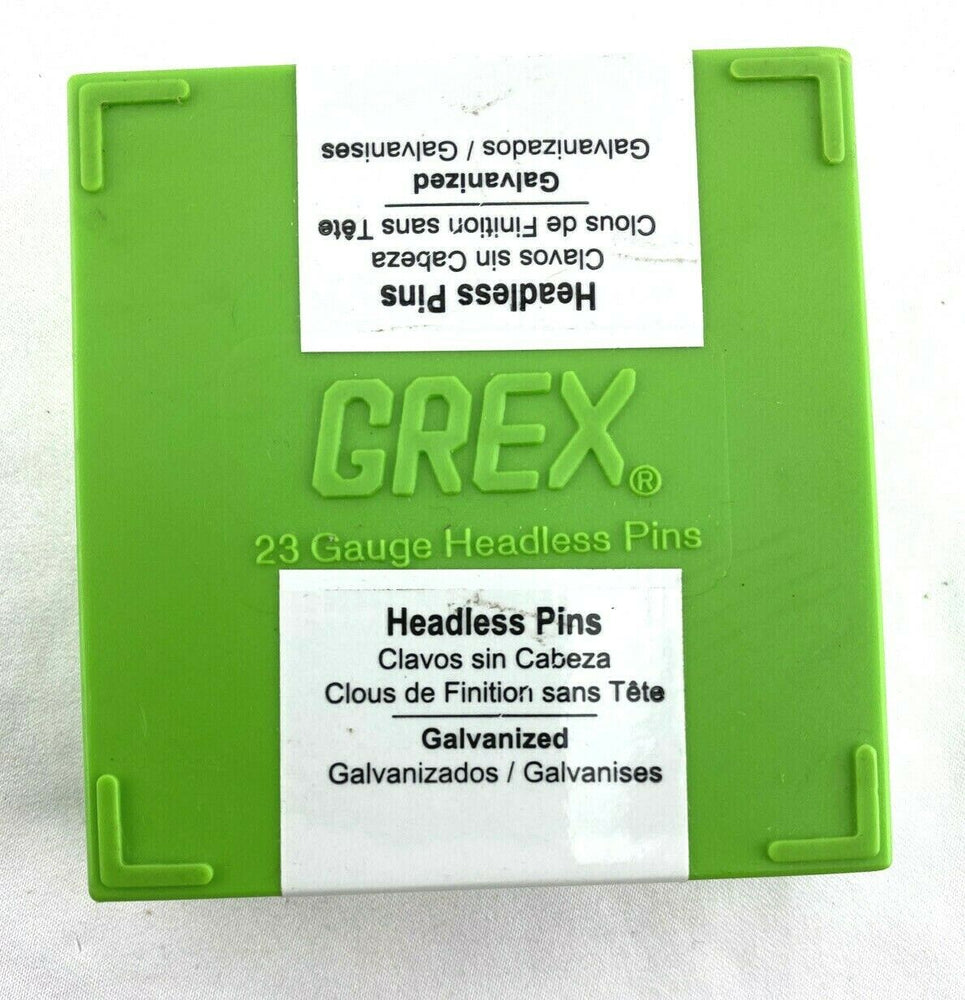 Headless Pins
Clavos sin Cabeza
Clous de Finition sans Tête
Galvanized
Galvanizados / Galvanises
GREX®
23 Gauge Headless Pins
Headless Pins
Clavos sin Cabeza
Clous de Finition sans Tête
Galvanized
Galvanizados / Galvanises